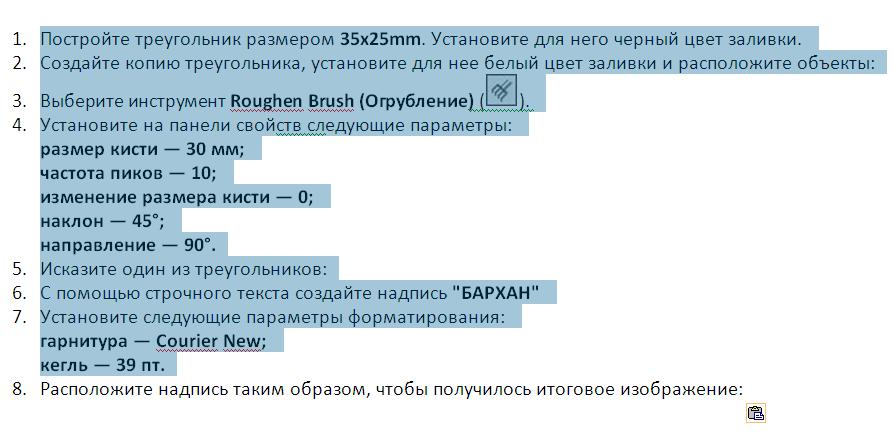 1. Постройте треугольник размером 35x25mm. Установите для него черный цвет заливки.
2. Создайте копию треугольника, установите для нее белый цвет заливки и расположите объекты:
3. Выберите инструмент Roughen Brush (Огрубление) ( ).
4. Установите на панели свойств следующие параметры:
размер кисти — 30 мм;
частота пиков — 10;
изменение размера кисти — 0;
наклон — 45°;
направление — 90°.
5. Исказите один из треугольников:
6. С помощью строчного текста создайте надпись "БАРХАН"
7. Установите следующие параметры форматирования:
гарнитура — Courier New;
кегль — 39 пт.
8. Расположите надпись таким образом, чтобы получилось итоговое изображение: